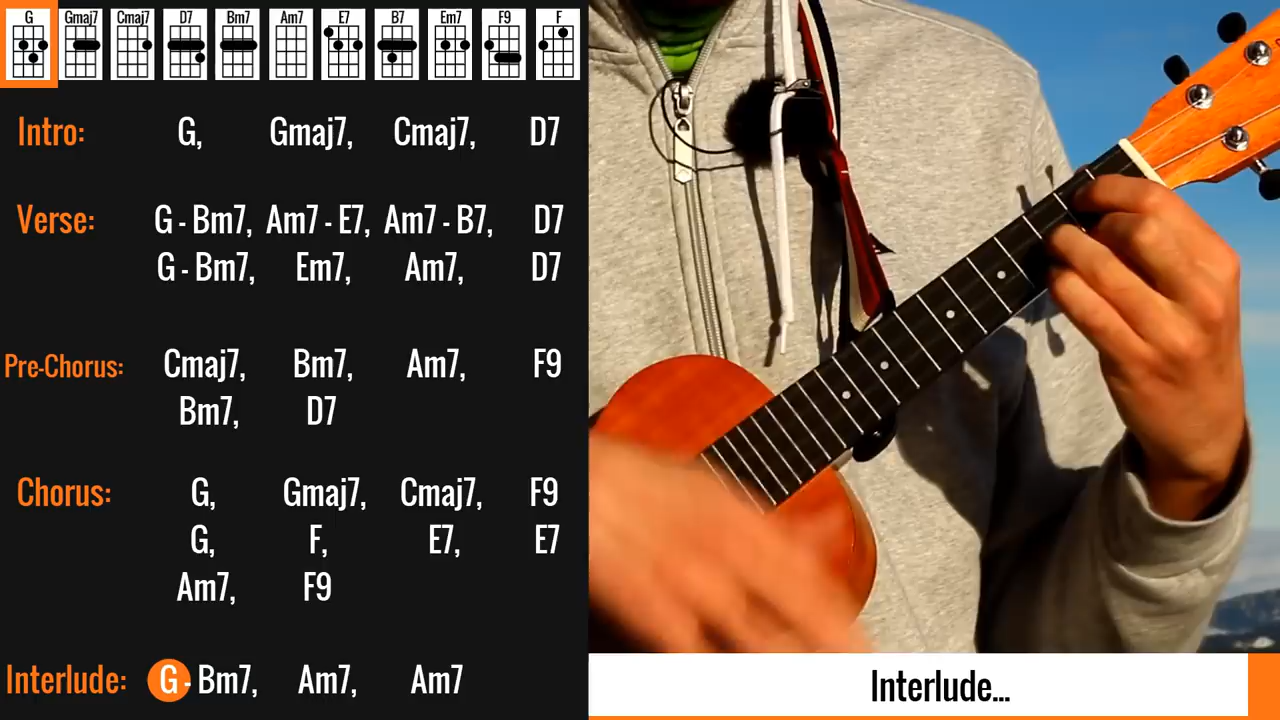 G Gmaj7 Cmaj7 D7 Bm7 Am7 E7 B7 Em7 F9 F
Intro: G, Gmaj7, Cmaj7, D7
Verse: G - Bm7, Am7 - E7, Am7 - B7, D7
G - Bm7, Em7, Am7, D7
Pre-Chorus: Cmaj7, Bm7, Am7, F9
Bm7, D7
Chorus: G, Gmaj7, Cmaj7, F9
G, F, E7, E7
Am7, F9
Interlude: G - Bm7, Am7, Am7
Interlude...